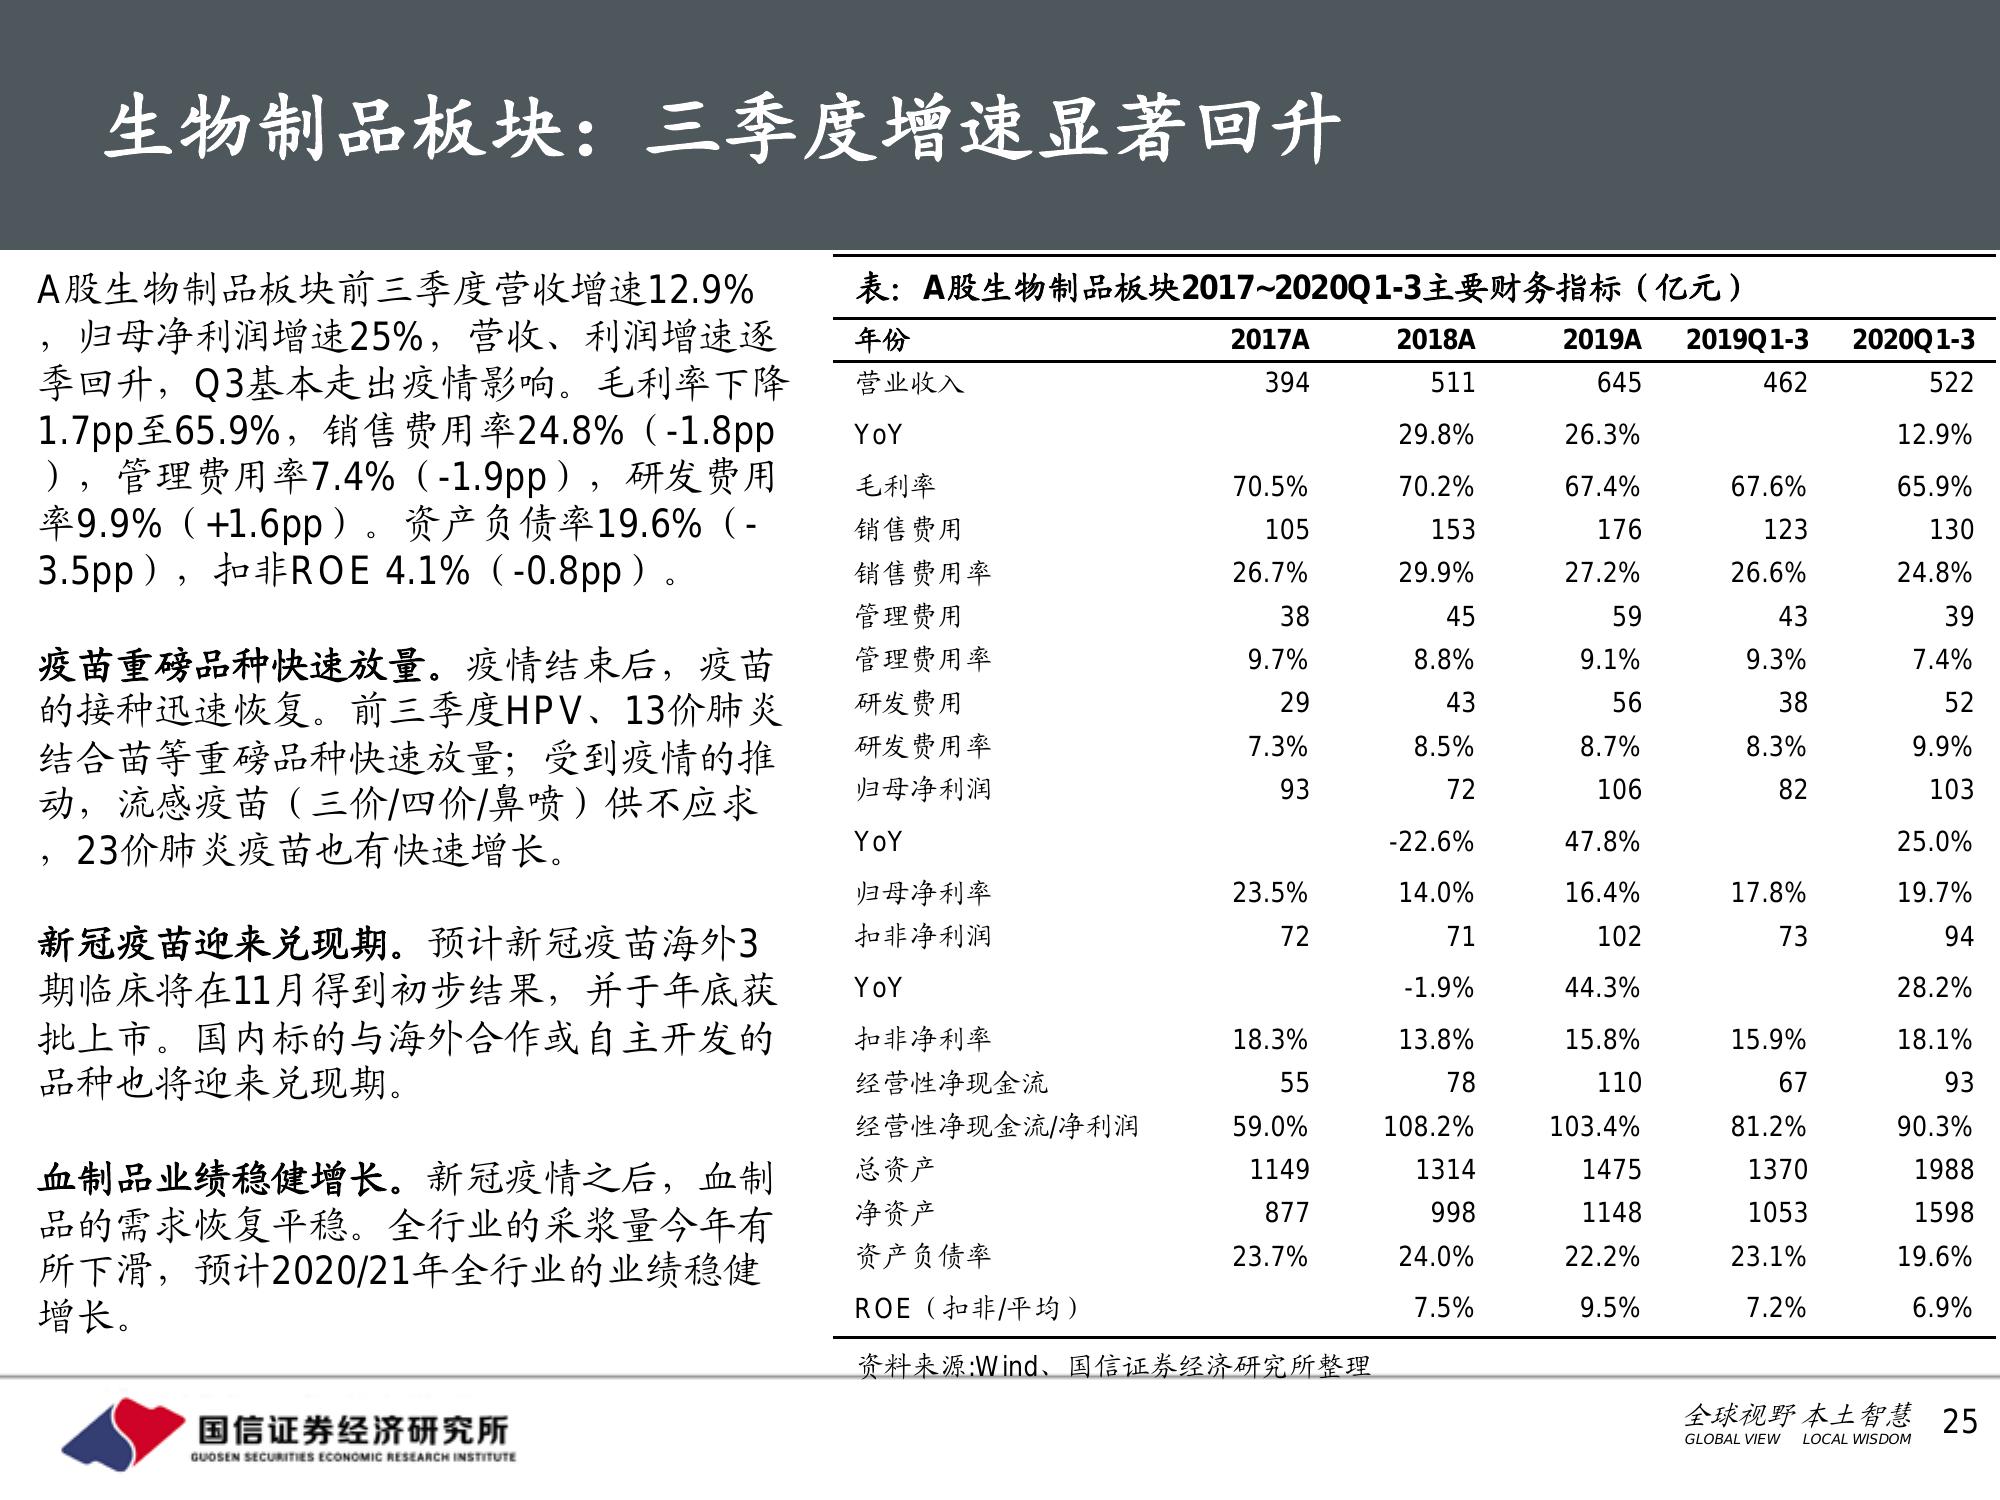 生物制品板块：三季度增速显著回升
A股生物制品板块前三季度营收增速12.9%
，归母净利润增速25%，营收、利润增速逐
季回升，Q3基本走出疫情影响。毛利率下降
1.7pp至65.9%，销售费用率24.8%（-1.8pp
），管理费用率7.4%（-1.9pp），研发费用
率9.9%（+1.6pp）。资产负债率19.6%（-
3.5pp），扣非ROE 4.1%（-0.8pp）。
疫苗重磅品种快速放量。疫情结束后，疫苗
的接种迅速恢复。前三季度HPV、13价肺炎
结合苗等重磅品种快速放量；受到疫情的推
动，流感疫苗（三价/四价/鼻喷）供不应求
，23价肺炎疫苗也有快速增长。
新冠疫苗迎来兑现期。预计新冠疫苗海外3
期临床将在11月得到初步结果，并于年底获
批上市。国内标的与海外合作或自主开发的
品种也将迎来兑现期。
血制品业绩稳健增长。新冠疫情之后，血制
品的需求恢复平稳。全行业的采浆量今年有
所下滑，预计2020/21年全行业的业绩稳健
增长。
表：A股生物制品板块2017~2020Q1-3主要财务指标（亿元）
年份 2017A 2018A 2019A 2019Q1-3 2020Q1-3
营业收入 394 511 645 462 522
YoY 29.8% 26.3% 12.9%
毛利率 70.5% 70.2% 67.4% 67.6% 65.9%
销售费用 105 153 176 123 130
销售费用率 26.7% 29.9% 27.2% 26.6% 24.8%
管理费用 38 45 59 43 39
管理费用率 9.7% 8.8% 9.1% 9.3% 7.4%
研发费用 29 43 56 38 52
研发费用率 7.3% 8.5% 8.7% 8.3% 9.9%
归母净利润 93 72 106 82 103
YoY -22.6% 47.8% 25.0%
归母净利率 23.5% 14.0% 16.4% 17.8% 19.7%
扣非净利润 72 71 102 73 94
YoY -1.9% 44.3% 28.2%
扣非净利率 18.3% 13.8% 15.8% 15.9% 18.1%
经营性净现金流 55 78 110 67 93
经营性净现金流/净利润 59.0% 108.2% 103.4% 81.2% 90.3%
总资产 1149 1314 1475 1370 1988
净资产 877 998 1148 1053 1598
资产负债率 23.7% 24.0% 22.2% 23.1% 19.6%
ROE（扣非/平均） 7.5% 9.5% 7.2% 6.9%
资料来源:Wind、国信证券经济研究所整理
国信证券经济研究所
GUOSEN SECURITIES ECONOMIC RESEARCH INSTITUTE
全球视野 本土智慧
GLOBAL VIEW LOCAL WISDOM
25